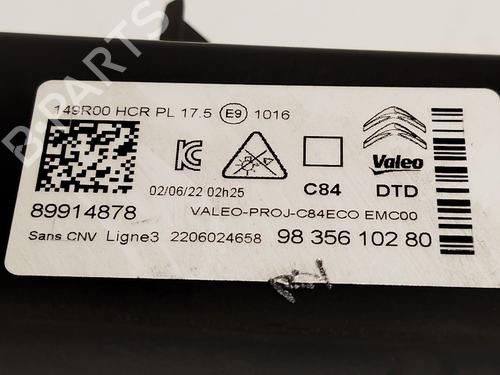 149R00 HCR PL 17.5 E9 1016
KC
Valeo
02/06/22 02h25
C84
DTD
89914878
VALEO-PROJ-C84ECO EMC00
Sans CNV Ligne3 2206024658 98 356 102 80
B-PARTS